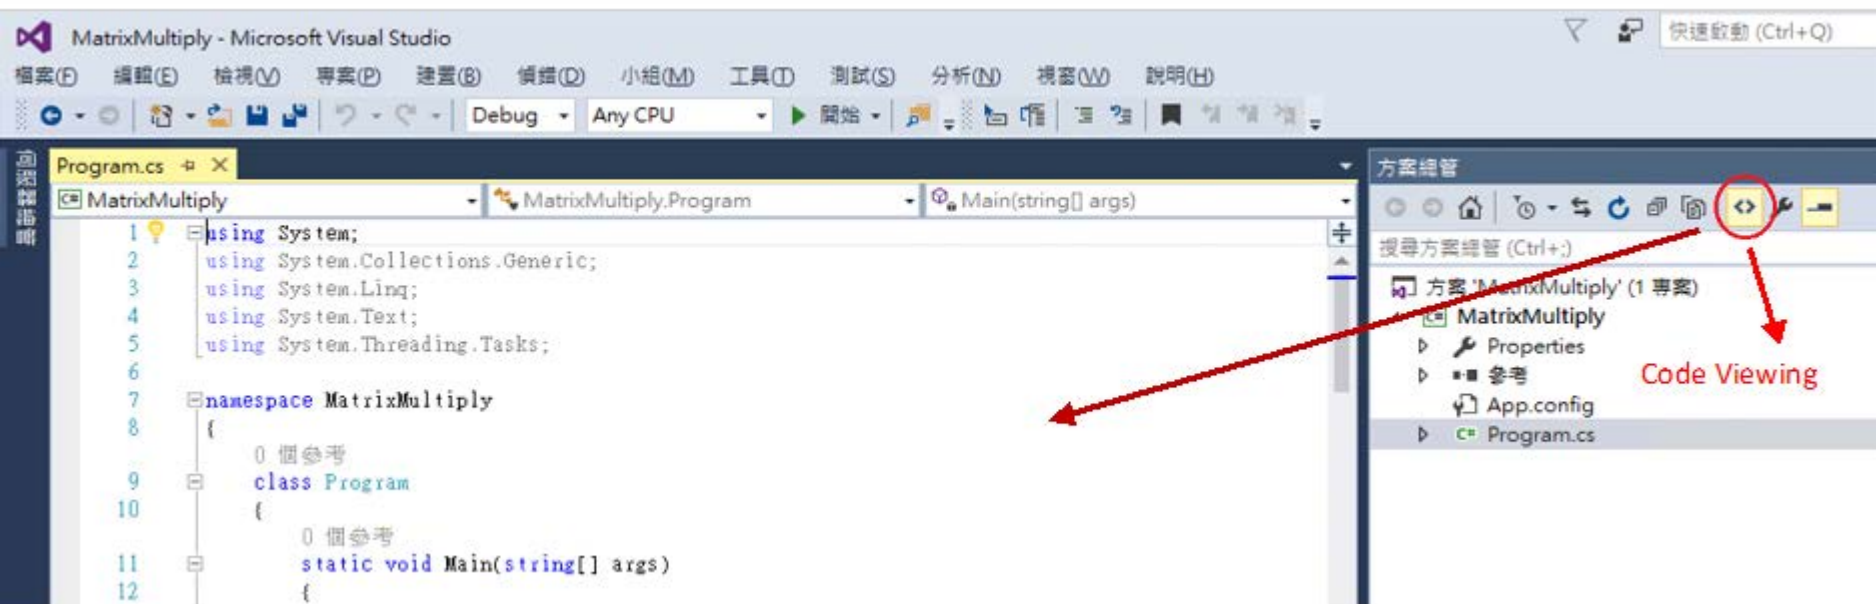 MatrixMultiply - Microsoft Visual Studio
快速啟動 (Ctrl+Q)
檔案(F) 編輯(E) 檢視(V) 專案(P) 建置(B) 偵錯(D) 小組(M) 工具(T) 測試(S) 分析(N) 視窗(W) 說明(H)
Debug Any CPU 開始
Program.cs
MatrixMultiply MatrixMultiply.Program Main(string[] args)
1 using System;
2 using System.Collections.Generic;
3 using System.Linq;
4 using System.Text;
5 using System.Threading.Tasks;
6
7 namespace MatrixMultiply
8 {
0 個參考
9 class Program
10 {
0 個參考
11 static void Main(string[] args)
12 {
方案總管
搜尋方案總管 (Ctrl+;)
方案 'MatrixMultiply' (1 專案)
C# MatrixMultiply
Properties
參考
App.config
C# Program.cs
Code Viewing